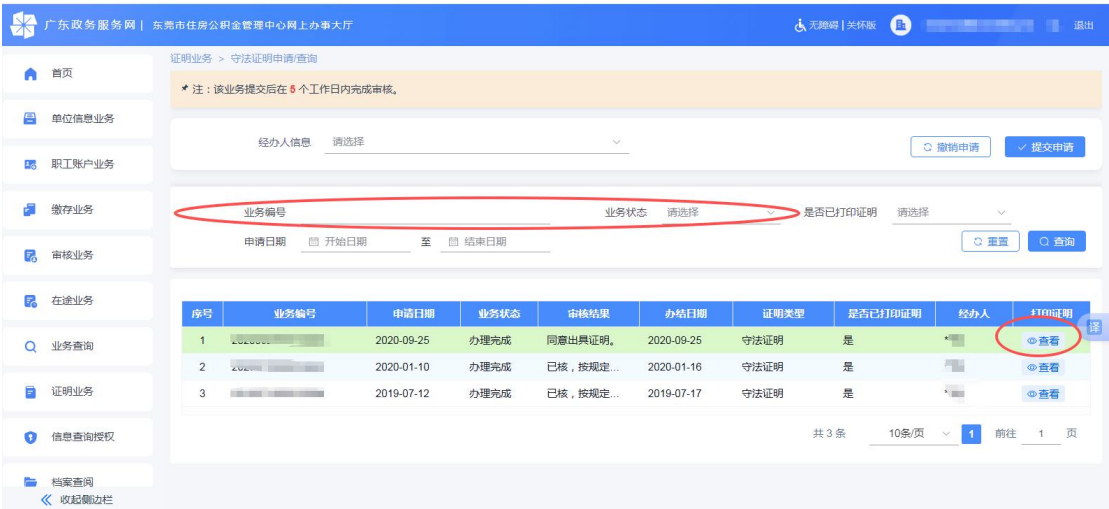 广东政务服务网 | 东莞市住房公积金管理中心网上办事大厅 无障碍 | 关怀版 退出
首页
单位信息业务
职工账户业务
缴存业务
审核业务
在途业务
业务查询
证明业务
信息查询授权
档案查阅
收起侧边栏
证明业务 > 守法证明申请/查询
注：该业务提交后在 5 个工作日内完成审核。
经办人信息 请选择 撤销申请 提交申请
业务编号 业务状态 请选择 是否已打印证明 请选择
申请日期 开始日期 至 结束日期 重置 查询
序号 业务编号 申请日期 业务状态 审核结果 办结日期 证明类型 是否已打印证明 经办人 打印证明
1 2020-09-25 办理完成 同意出具证明。 2020-09-25 守法证明 是 查看
2 2020-01-10 办理完成 已核，按规定... 2020-01-16 守法证明 是 查看
3 2019-07-12 办理完成 已核，按规定... 2019-07-17 守法证明 是 查看
译
共 3 条 10条/页 1 前往 1 页